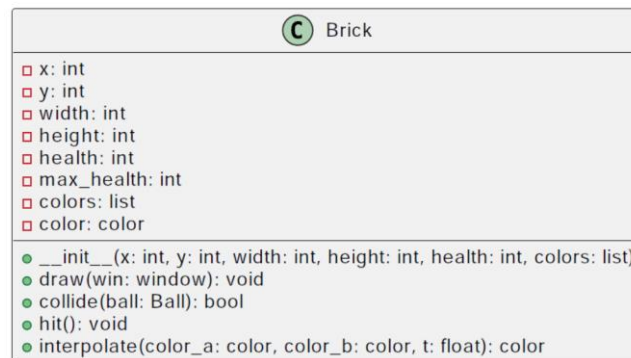 C Brick
x: int
y: int
width: int
height: int
health: int
max_health: int
colors: list
color: color
__init__(x: int, y: int, width: int, height: int, health: int, colors: list)
draw(win: window): void
collide(ball: Ball): bool
hit(): void
interpolate(color_a: color, color_b: color, t: float): color